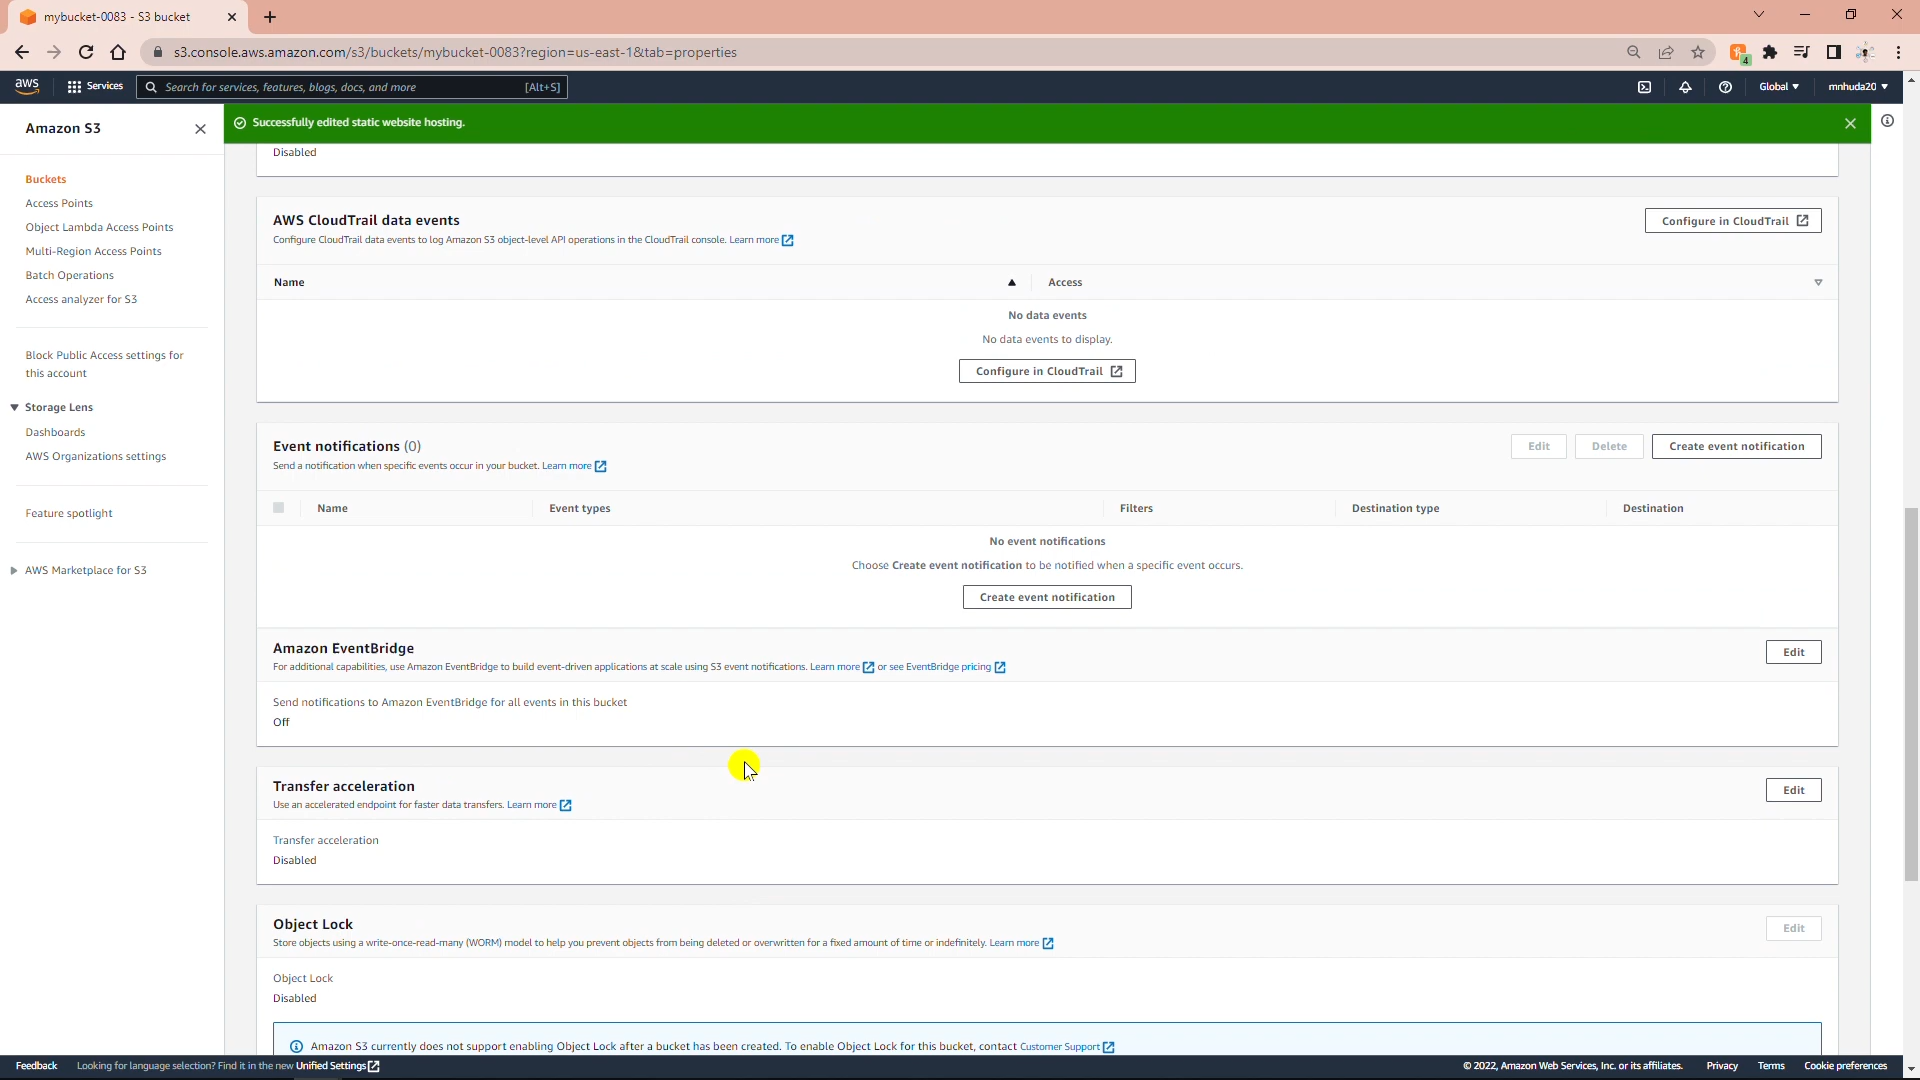 mybucket-0083 - S3 bucket
s3.console.aws.amazon.com/s3/buckets/mybucket-0083?region=us-east-1&tab=properties
4
aws
Services
Search for services, features, blogs, docs, and more
[Alt+S]
Global
mnhuda20
Amazon S3
Successfully edited static website hosting.
Buckets
Access Points
Object Lambda Access Points
Multi-Region Access Points
Batch Operations
Access analyzer for S3
Block Public Access settings for
this account
Storage Lens
Dashboards
AWS Organizations settings
Feature spotlight
AWS Marketplace for S3
Disabled
AWS CloudTrail data events
Configure in CloudTrail
Configure CloudTrail data events to log Amazon S3 object-level API operations in the CloudTrail console. Learn more
Name
Access
No data events
No data events to display.
Configure in CloudTrail
Event notifications (0)
Edit
Delete
Create event notification
Send a notification when specific events occur in your bucket. Learn more
Name
Event types
Filters
Destination type
Destination
No event notifications
Choose Create event notification to be notified when a specific event occurs.
Create event notification
Amazon EventBridge
Edit
For additional capabilities, use Amazon EventBridge to build event-driven applications at scale using S3 event notifications. Learn more or see EventBridge pricing
Send notifications to Amazon EventBridge for all events in this bucket
Off
Transfer acceleration
Edit
Use an accelerated endpoint for faster data transfers. Learn more
Transfer acceleration
Disabled
Object Lock
Edit
Store objects using a write-once-read-many (WORM) model to help you prevent objects from being deleted or overwritten for a fixed amount of time or indefinitely. Learn more
Object Lock
Disabled
Amazon S3 currently does not support enabling Object Lock after a bucket has been created. To enable Object Lock for this bucket, contact Customer Support
Feedback
Looking for language selection? Find it in the new Unified Settings
© 2022, Amazon Web Services, Inc. or its affiliates.
Privacy
Terms
Cookie preferences